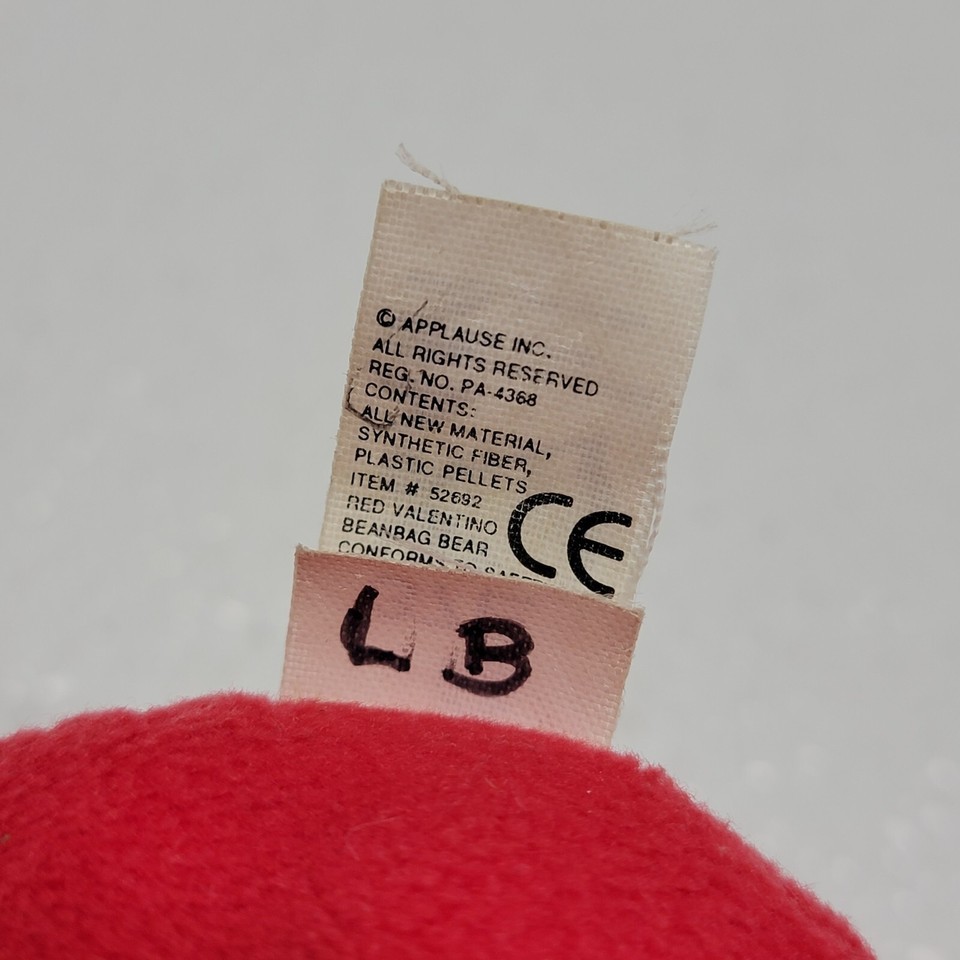 © APPLAUSE INC.
ALL RIGHTS RESERVED
REG. NO. PA-4368
CONTENTS:
ALL NEW MATERIAL,
SYNTHETIC FIBER,
PLASTIC PELLETS
ITEM # 52692
RED VALENTINO
BEANBAG BEAR
CE
L B